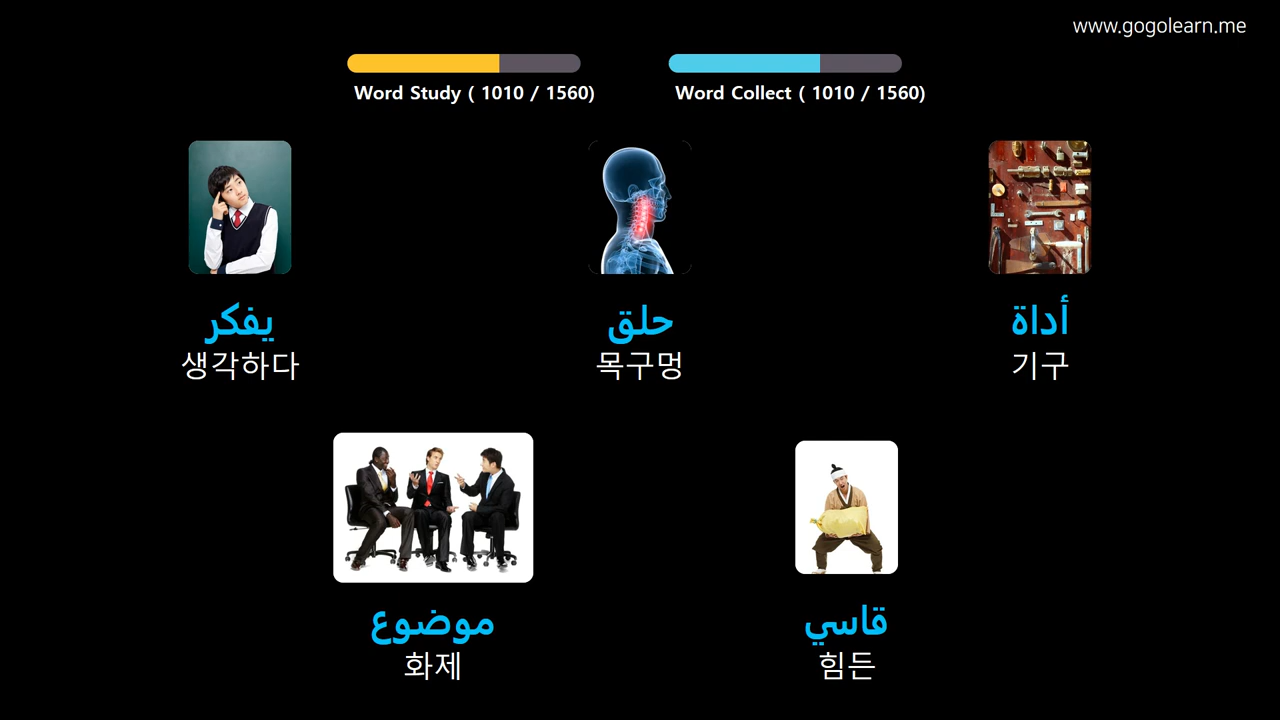 www.gogolearn.me
Word Study ( 1010 / 1560)
Word Collect ( 1010 / 1560)
يفكر
생각하다
حلق
목구멍
أداة
기구
موضوع
화제
قاسي
힘든